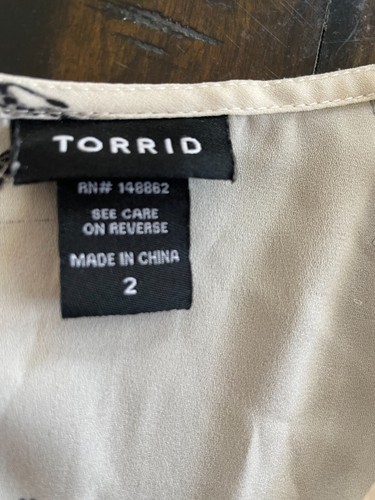 TORRID
RN# 148862
SEE CARE
ON REVERSE
MADE IN CHINA
2